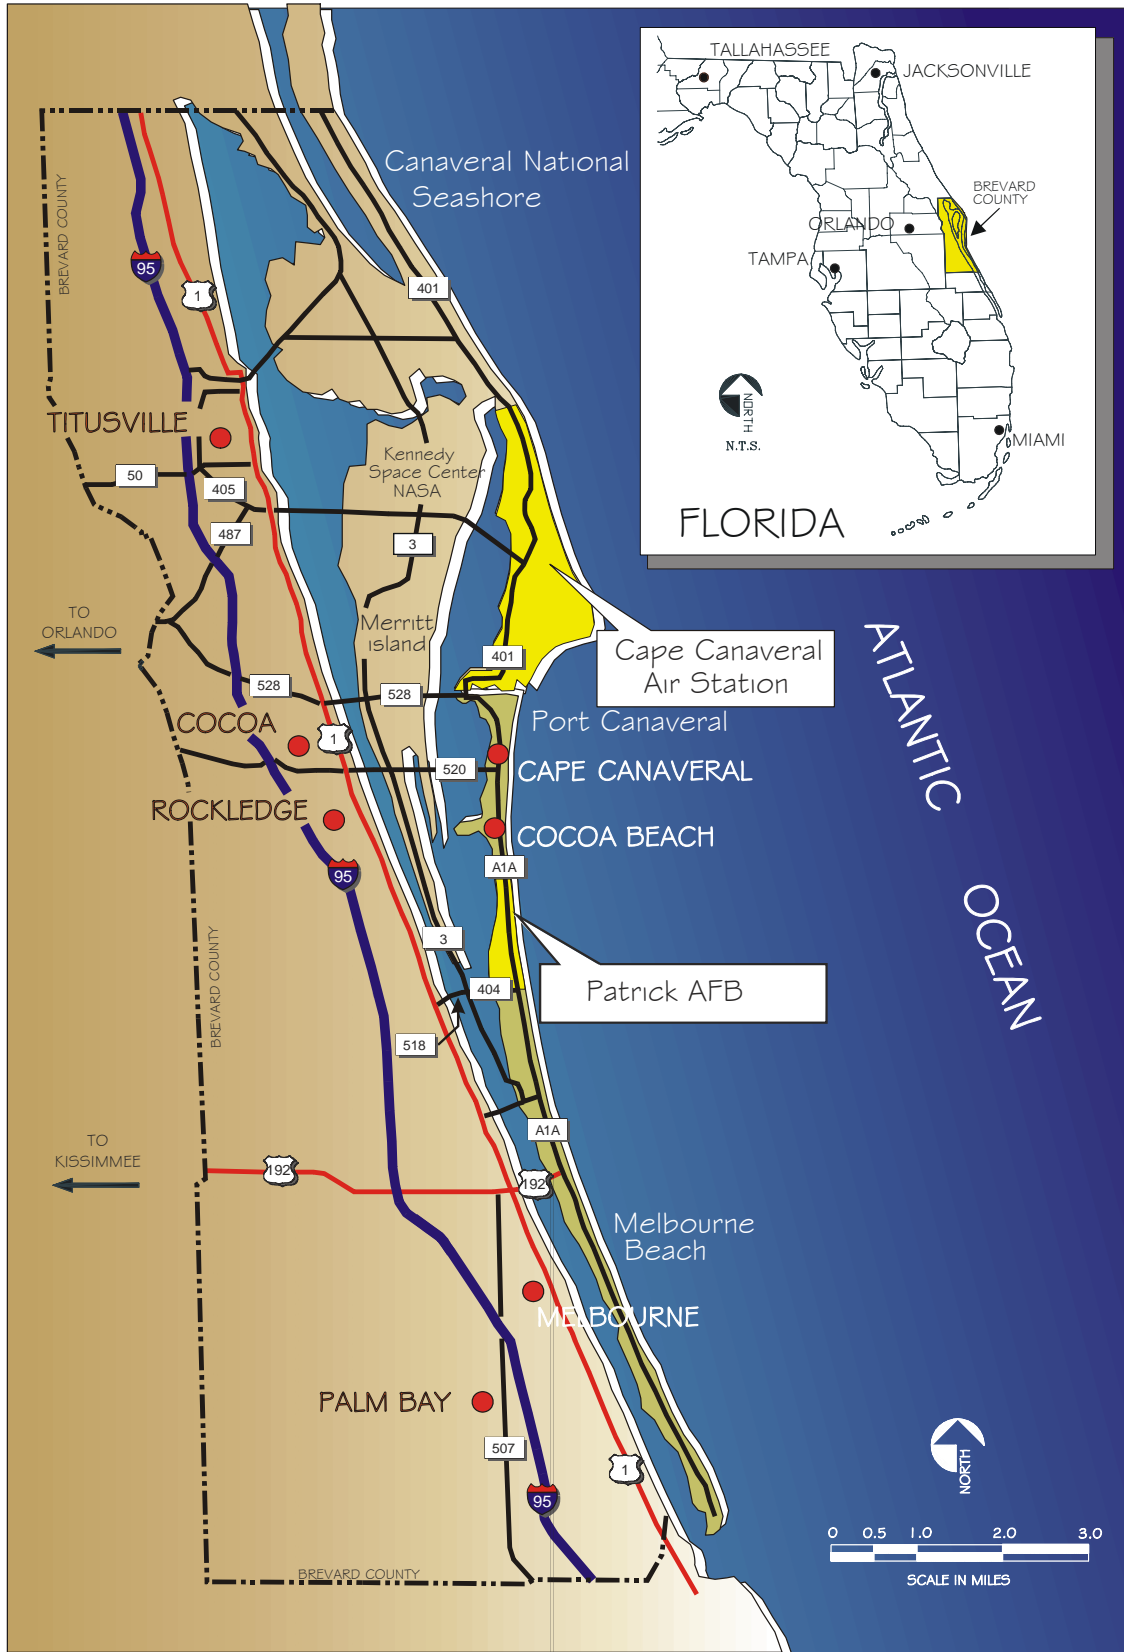 TALLAHASSEE
JACKSONVILLE
BREVARD
COUNTY
ORLANDO
TAMPA
NORTH
N.T.S.
MIAMI
FLORIDA
Canaveral National
Seashore
BREVARD COUNTY
95
1
401
TITUSVILLE
50
405
487
Kennedy
Space Center
NASA
3
TO
ORLANDO
Merritt
Island
401
Cape Canaveral
Air Station
528
528
COCOA
1
Port Canaveral
520
CAPE CANAVERAL
ROCKLEDGE
COCOA BEACH
95
A1A
ATLANTIC
OCEAN
BREVARD COUNTY
3
404
Patrick AFB
518
A1A
TO
KISSIMMEE
192
192
Melbourne
Beach
MELBOURNE
PALM BAY
507
1
95
NORTH
0 0.5 1.0 2.0 3.0
SCALE IN MILES
BREVARD COUNTY